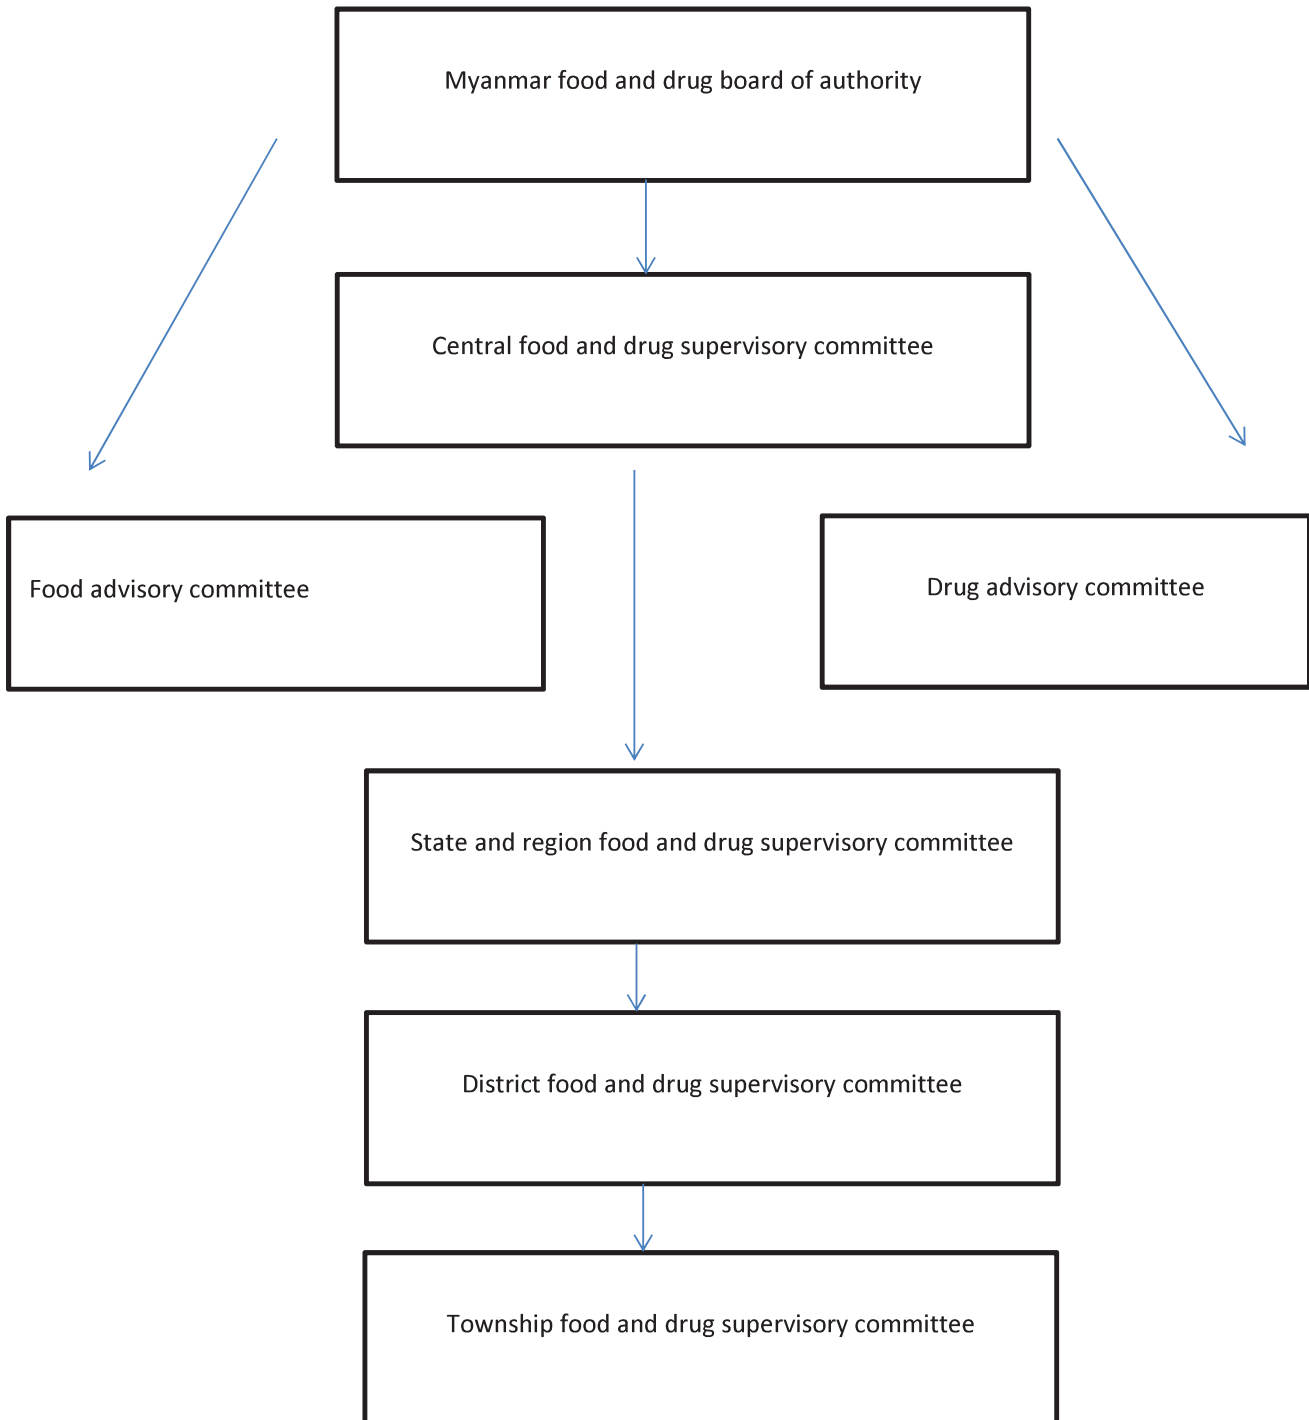 Myanmar food and drug board of authority
Central food and drug supervisory committee
Food advisory committee
Drug advisory committee
State and region food and drug supervisory committee
District food and drug supervisory committee
Township food and drug supervisory committee